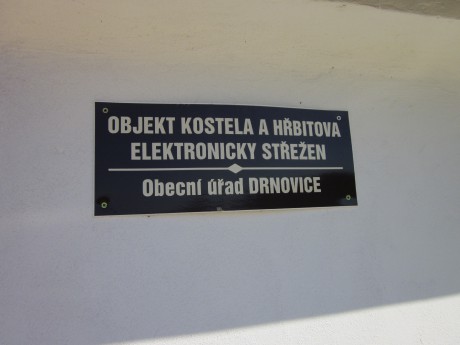 OBJEKT KOSTELA A HŘBITOVA
ELEKTRONICKY STŘEŽEN
Obecní úřad DRNOVICE